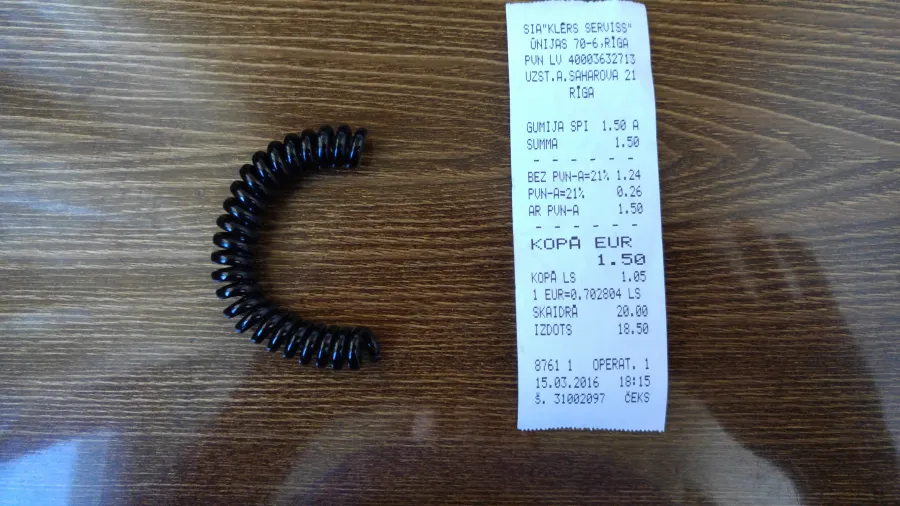 SIA"KLĒRS SERVISS"
ŪNIJAS 70-6,RĪGA
PVN LV 40003632713
UZST.A.SAHAROVA 21
RĪGA
GUMIJA SPI 1.50 A
SUMMA 1.50
- - - - - -
BEZ PVN-A=21% 1.24
PVN-A=21% 0.26
AR PVN-A 1.50
- - - - - -
KOPĀ EUR
1.50
KOPĀ LS 1.05
1 EUR=0.702804 LS
SKAIDRĀ 20.00
IZDOTS 18.50
8761 1 OPERAT. 1
15.03.2016 18:15
Š. 31002097 ČEKS